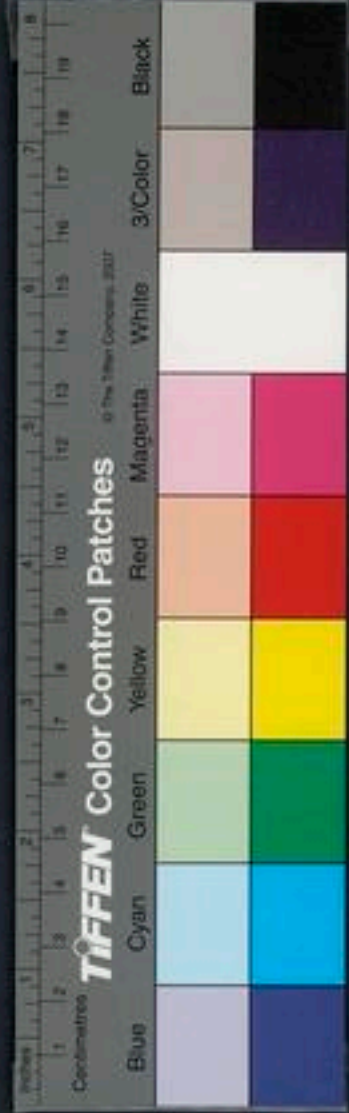 Inches 1 2 3 4 5 6 7 8
Centimetres 1 2 3 4 5 6 7 8 9 10 11 12 13 14 15 16 17 18 19
TIFFEN Color Control Patches © The Tiffen Company, 2007
Blue Cyan Green Yellow Red Magenta White 3/Color Black